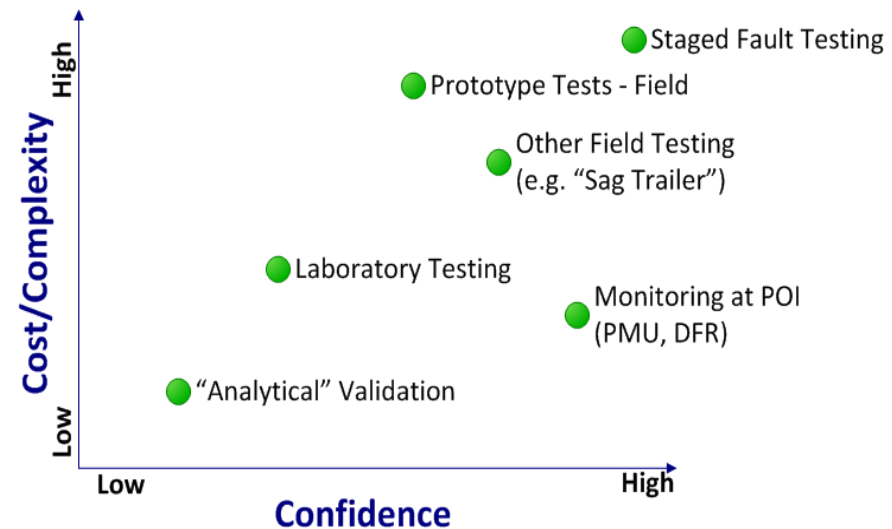 High
Staged Fault Testing
Prototype Tests - Field
Other Field Testing
(e.g. “Sag Trailer”)
Cost/Complexity
Laboratory Testing
Monitoring at POI
(PMU, DFR)
“Analytical” Validation
Low
Low
High
Confidence